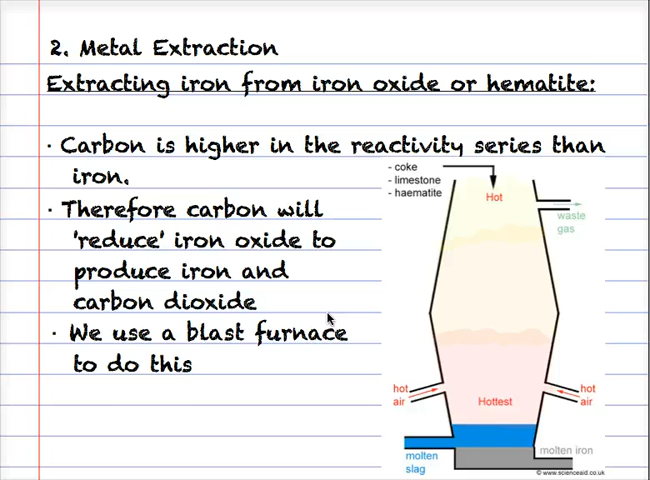 2. Metal Extraction
Extracting iron from iron oxide or hematite:
· Carbon is higher in the reactivity series than
iron.
· Therefore carbon will
'reduce' iron oxide to
produce iron and
carbon dioxide
· We use a blast furnace
to do this
- coke
- limestone
- haematite
Hot
waste
gas
hot
air
Hottest
hot
air
molten
slag
molten iron
© www.scienceaid.co.uk